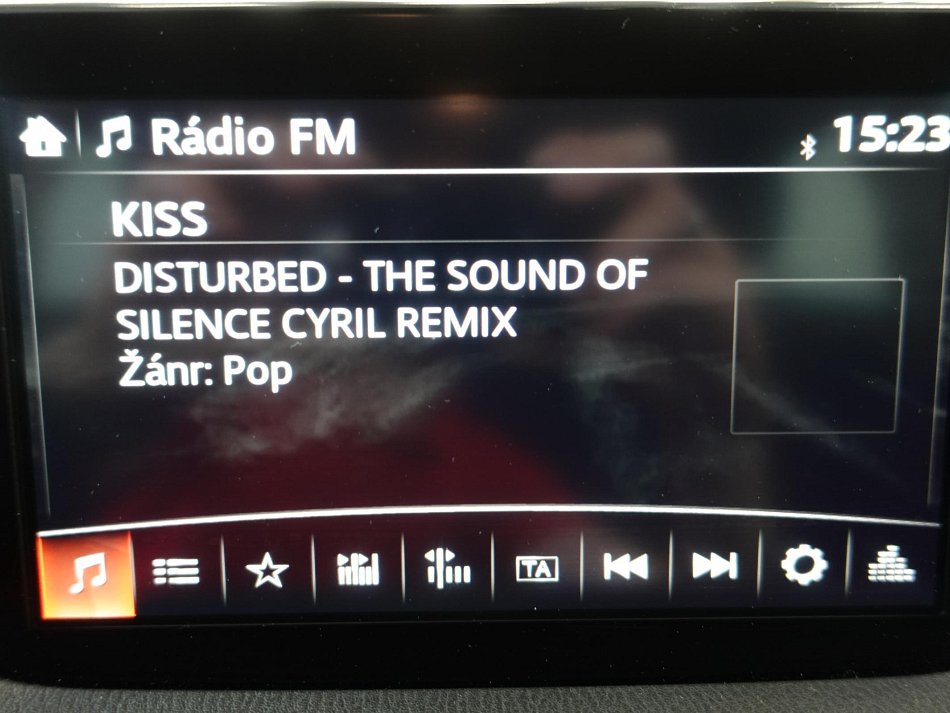 Rádio FM
15:23
KISS
DISTURBED - THE SOUND OF
SILENCE CYRIL REMIX
Žánr: Pop
TA